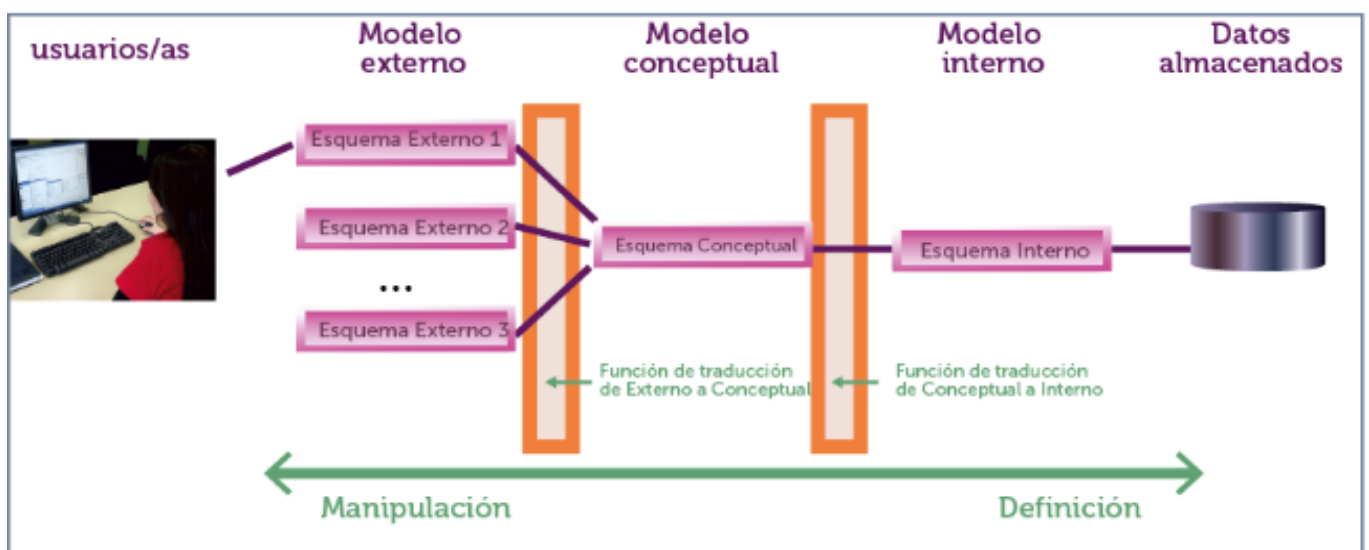 usuarios/as
Modelo
externo
Modelo
conceptual
Modelo
interno
Datos
almacenados
Esquema Externo 1
Esquema Externo 2
...
Esquema Externo 3
Esquema Conceptual
Esquema Interno
Función de traducción
de Externo a Conceptual
Función de traducción
de Conceptual a Interno
Manipulación
Definición